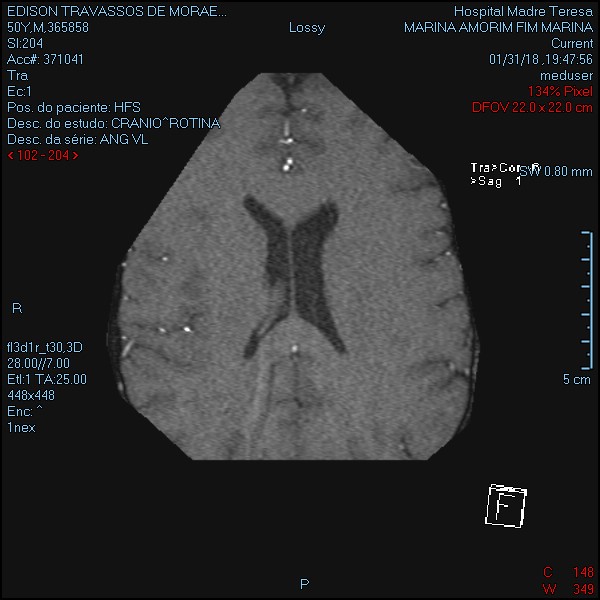 EDISON TRAVASSOS DE MORAE...
50Y,M,365858
Sl:204
Acc#: 371041
Tra
Ec:1
Pos. do paciente: HFS
Desc. do estudo: CRANIO^ROTINA
Desc. da série: ANG VL
< 102 - 204 >
Lossy
Hospital Madre Teresa
MARINA AMORIM FIM MARINA
Current
01/31/18 ,19:47:56
meduser
134% Pixel
DFOV 22.0 x 22.0 cm
Tra>Cor
>Sag 1
SW 0.80 mm
R
fl3d1r_t30,3D
28.00//7.00
Etl:1 TA:25.00
448x448
Enc: ^
1nex
5 cm
F
P
C 148
W 349